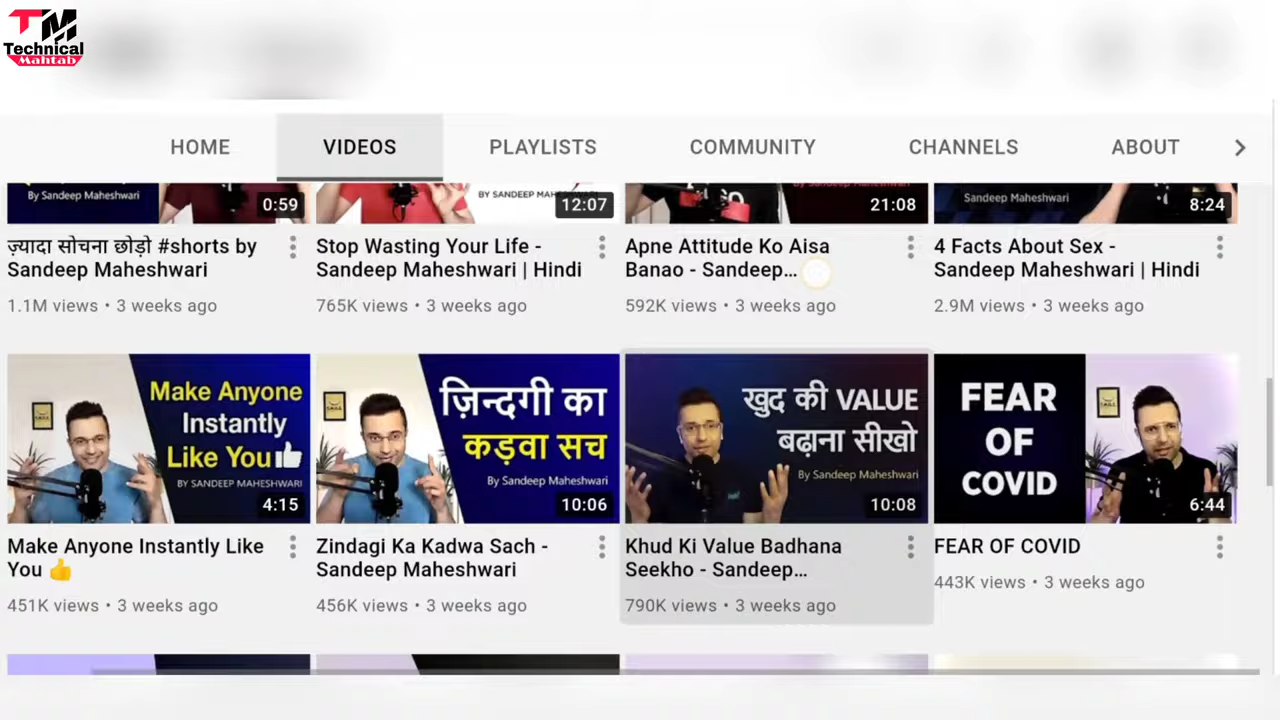 TM
Technical
Mahtab
HOME
VIDEOS
PLAYLISTS
COMMUNITY
CHANNELS
ABOUT
By Sandeep Maheshwari
0:59
BY SANDEEP
12:07
21:08
Sandeep Maheshwari
8:24
ज़्यादा सोचना छोड़ो #shorts by
Sandeep Maheshwari
1.1M views • 3 weeks ago
Stop Wasting Your Life -
Sandeep Maheshwari | Hindi
765K views • 3 weeks ago
Apne Attitude Ko Aisa
Banao - Sandeep...
592K views • 3 weeks ago
4 Facts About Sex -
Sandeep Maheshwari | Hindi
2.9M views • 3 weeks ago
Make Anyone
Instantly
Like You
BY SANDEEP MAHESHWARI
4:15
ज़िन्दगी का
कड़वा सच
By Sandeep Maheshwari
10:06
खुद की VALUE
बढ़ाना सीखो
By Sandeep Maheshwari
10:08
FEAR
OF
COVID
6:44
Make Anyone Instantly Like
You 👍
451K views • 3 weeks ago
Zindagi Ka Kadwa Sach -
Sandeep Maheshwari
456K views • 3 weeks ago
Khud Ki Value Badhana
Seekho - Sandeep...
790K views • 3 weeks ago
FEAR OF COVID
443K views • 3 weeks ago